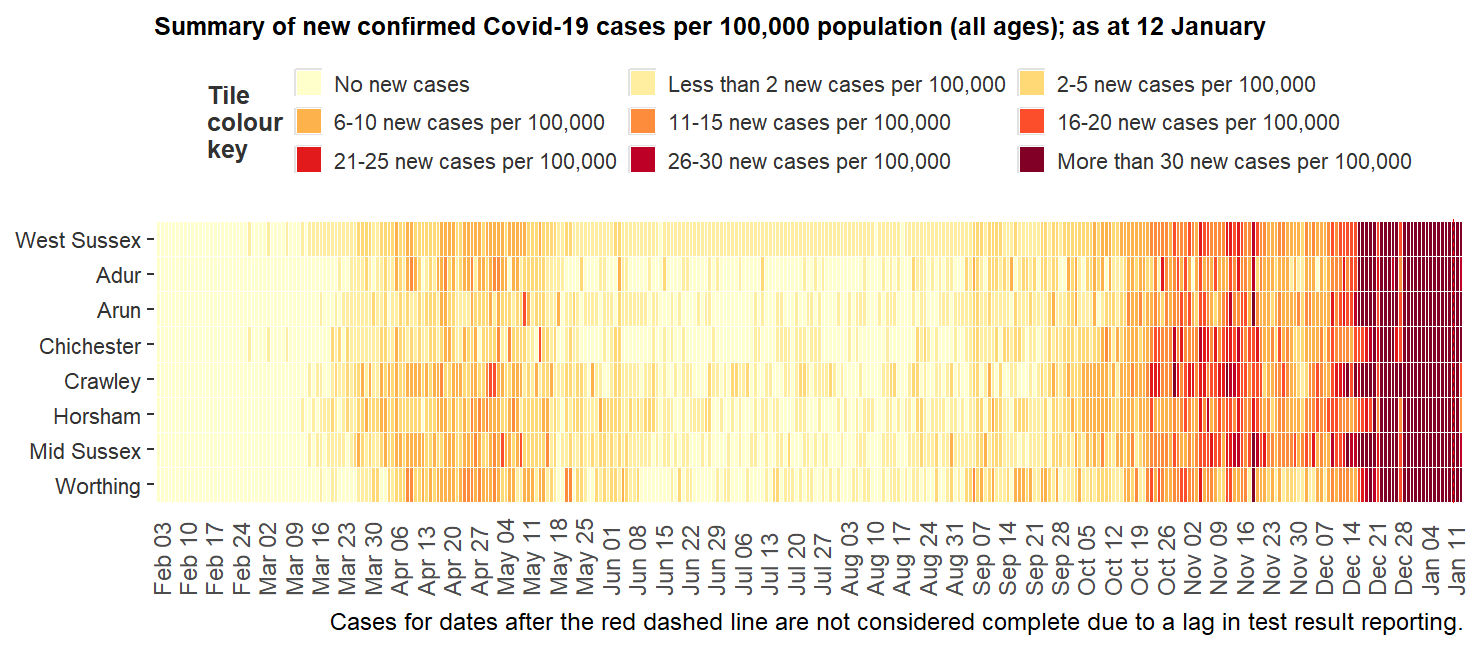 Summary of new confirmed Covid-19 cases per 100,000 population (all ages); as at 12 January
Tile
colour
key
No new cases
Less than 2 new cases per 100,000
2-5 new cases per 100,000
6-10 new cases per 100,000
11-15 new cases per 100,000
16-20 new cases per 100,000
21-25 new cases per 100,000
26-30 new cases per 100,000
More than 30 new cases per 100,000
West Sussex
Adur
Arun
Chichester
Crawley
Horsham
Mid Sussex
Worthing
Feb 03
Feb 10
Feb 17
Feb 24
Mar 02
Mar 09
Mar 16
Mar 23
Mar 30
Apr 06
Apr 13
Apr 20
Apr 27
May 04
May 11
May 18
May 25
Jun 01
Jun 08
Jun 15
Jun 22
Jun 29
Jul 06
Jul 13
Jul 20
Jul 27
Aug 03
Aug 10
Aug 17
Aug 24
Aug 31
Sep 07
Sep 14
Sep 21
Sep 28
Oct 05
Oct 12
Oct 19
Oct 26
Nov 02
Nov 09
Nov 16
Nov 23
Nov 30
Dec 07
Dec 14
Dec 21
Dec 28
Jan 04
Jan 11
Cases for dates after the red dashed line are not considered complete due to a lag in test result reporting.